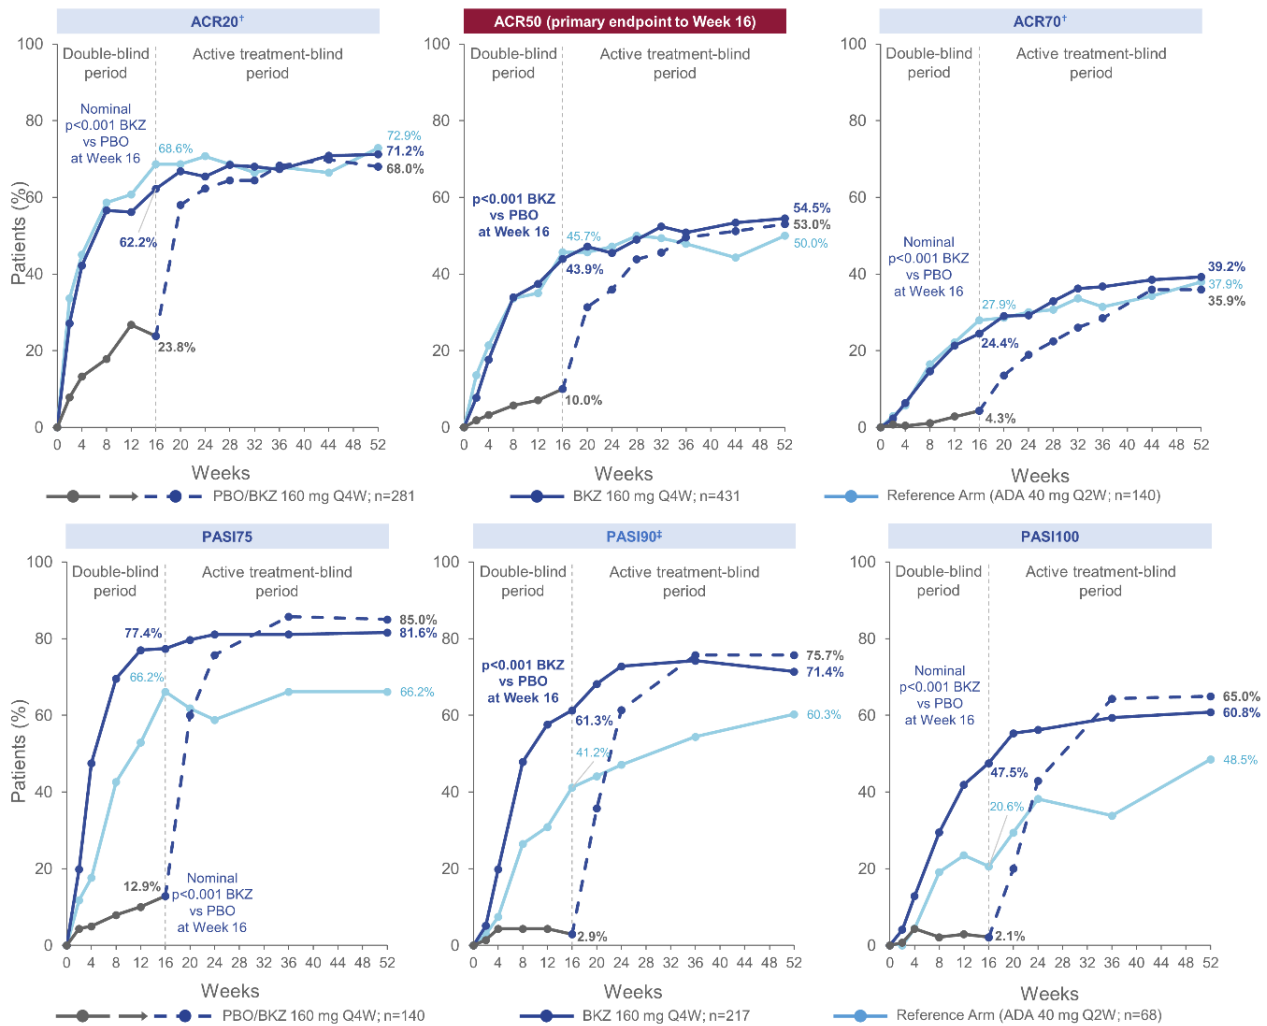 ACR20†
ACR50 (primary endpoint to Week 16)
ACR70†
Patients (%)
100
80
60
40
20
0
Double-blind
period
Active treatment-blind
period
Nominal
p<0.001 BKZ
vs PBO
at Week 16
68.6%
62.2%
23.8%
72.9%
71.2%
68.0%
0 4 8 12 16 20 24 28 32 36 40 44 48 52
Weeks
100
80
60
40
20
0
Double-blind
period
Active treatment-blind
period
p<0.001 BKZ
vs PBO
at Week 16
45.7%
43.9%
10.0%
54.5%
53.0%
50.0%
0 4 8 12 16 20 24 28 32 36 40 44 48 52
Weeks
100
80
60
40
20
0
Double-blind
period
Active treatment-blind
period
Nominal
p<0.001 BKZ
vs PBO
at Week 16
27.9%
24.4%
4.3%
39.2%
37.9%
35.9%
0 4 8 12 16 20 24 28 32 36 40 44 48 52
Weeks
PBO/BKZ 160 mg Q4W; n=281
BKZ 160 mg Q4W; n=431
Reference Arm (ADA 40 mg Q2W; n=140)
PASI75
PASI90‡
PASI100
Patients (%)
100
80
60
40
20
0
Double-blind
period
Active treatment-blind
period
77.4%
66.2%
12.9%
Nominal
p<0.001 BKZ
vs PBO
at Week 16
85.0%
81.6%
66.2%
0 4 8 12 16 20 24 28 32 36 40 44 48 52
Weeks
100
80
60
40
20
0
Double-blind
period
Active treatment-blind
period
p<0.001 BKZ
vs PBO
at Week 16
61.3%
41.2%
2.9%
75.7%
71.4%
60.3%
0 4 8 12 16 20 24 28 32 36 40 44 48 52
Weeks
100
80
60
40
20
0
Double-blind
period
Active treatment-blind
period
Nominal
p<0.001 BKZ
vs PBO
at Week 16
47.5%
20.6%
2.1%
65.0%
60.8%
48.5%
0 4 8 12 16 20 24 28 32 36 40 44 48 52
Weeks
PBO/BKZ 160 mg Q4W; n=140
BKZ 160 mg Q4W; n=217
Reference Arm (ADA 40 mg Q2W; n=68)